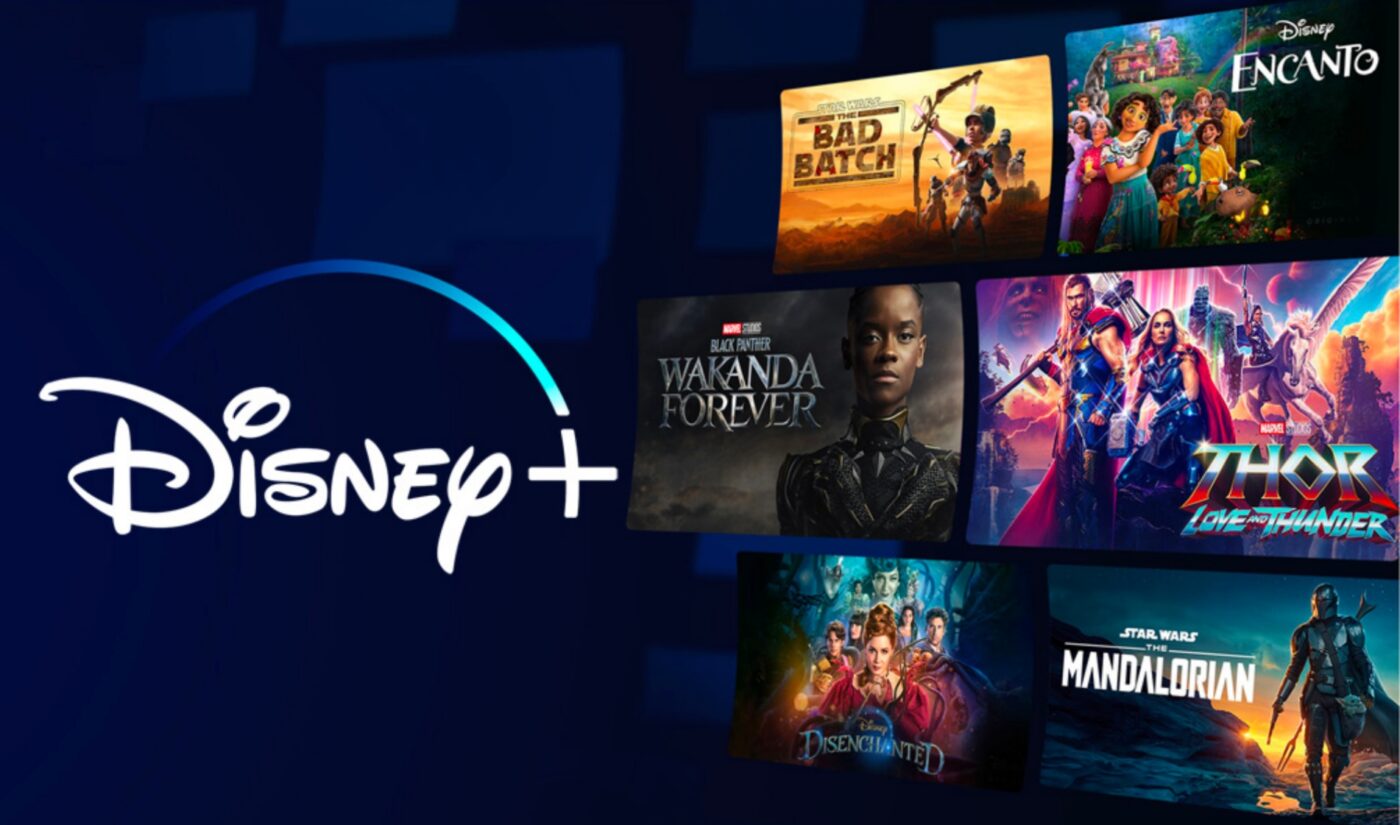 Disney+
STAR WARS
THE
BAD
BATCH
Disney
ENCANTO
MARVEL STUDIOS
BLACK PANTHER
WAKANDA
FOREVER
MARVEL STUDIOS
THOR
LOVE AND THUNDER
Disney
DISENCHANTED
STAR WARS
THE
MANDALORIAN